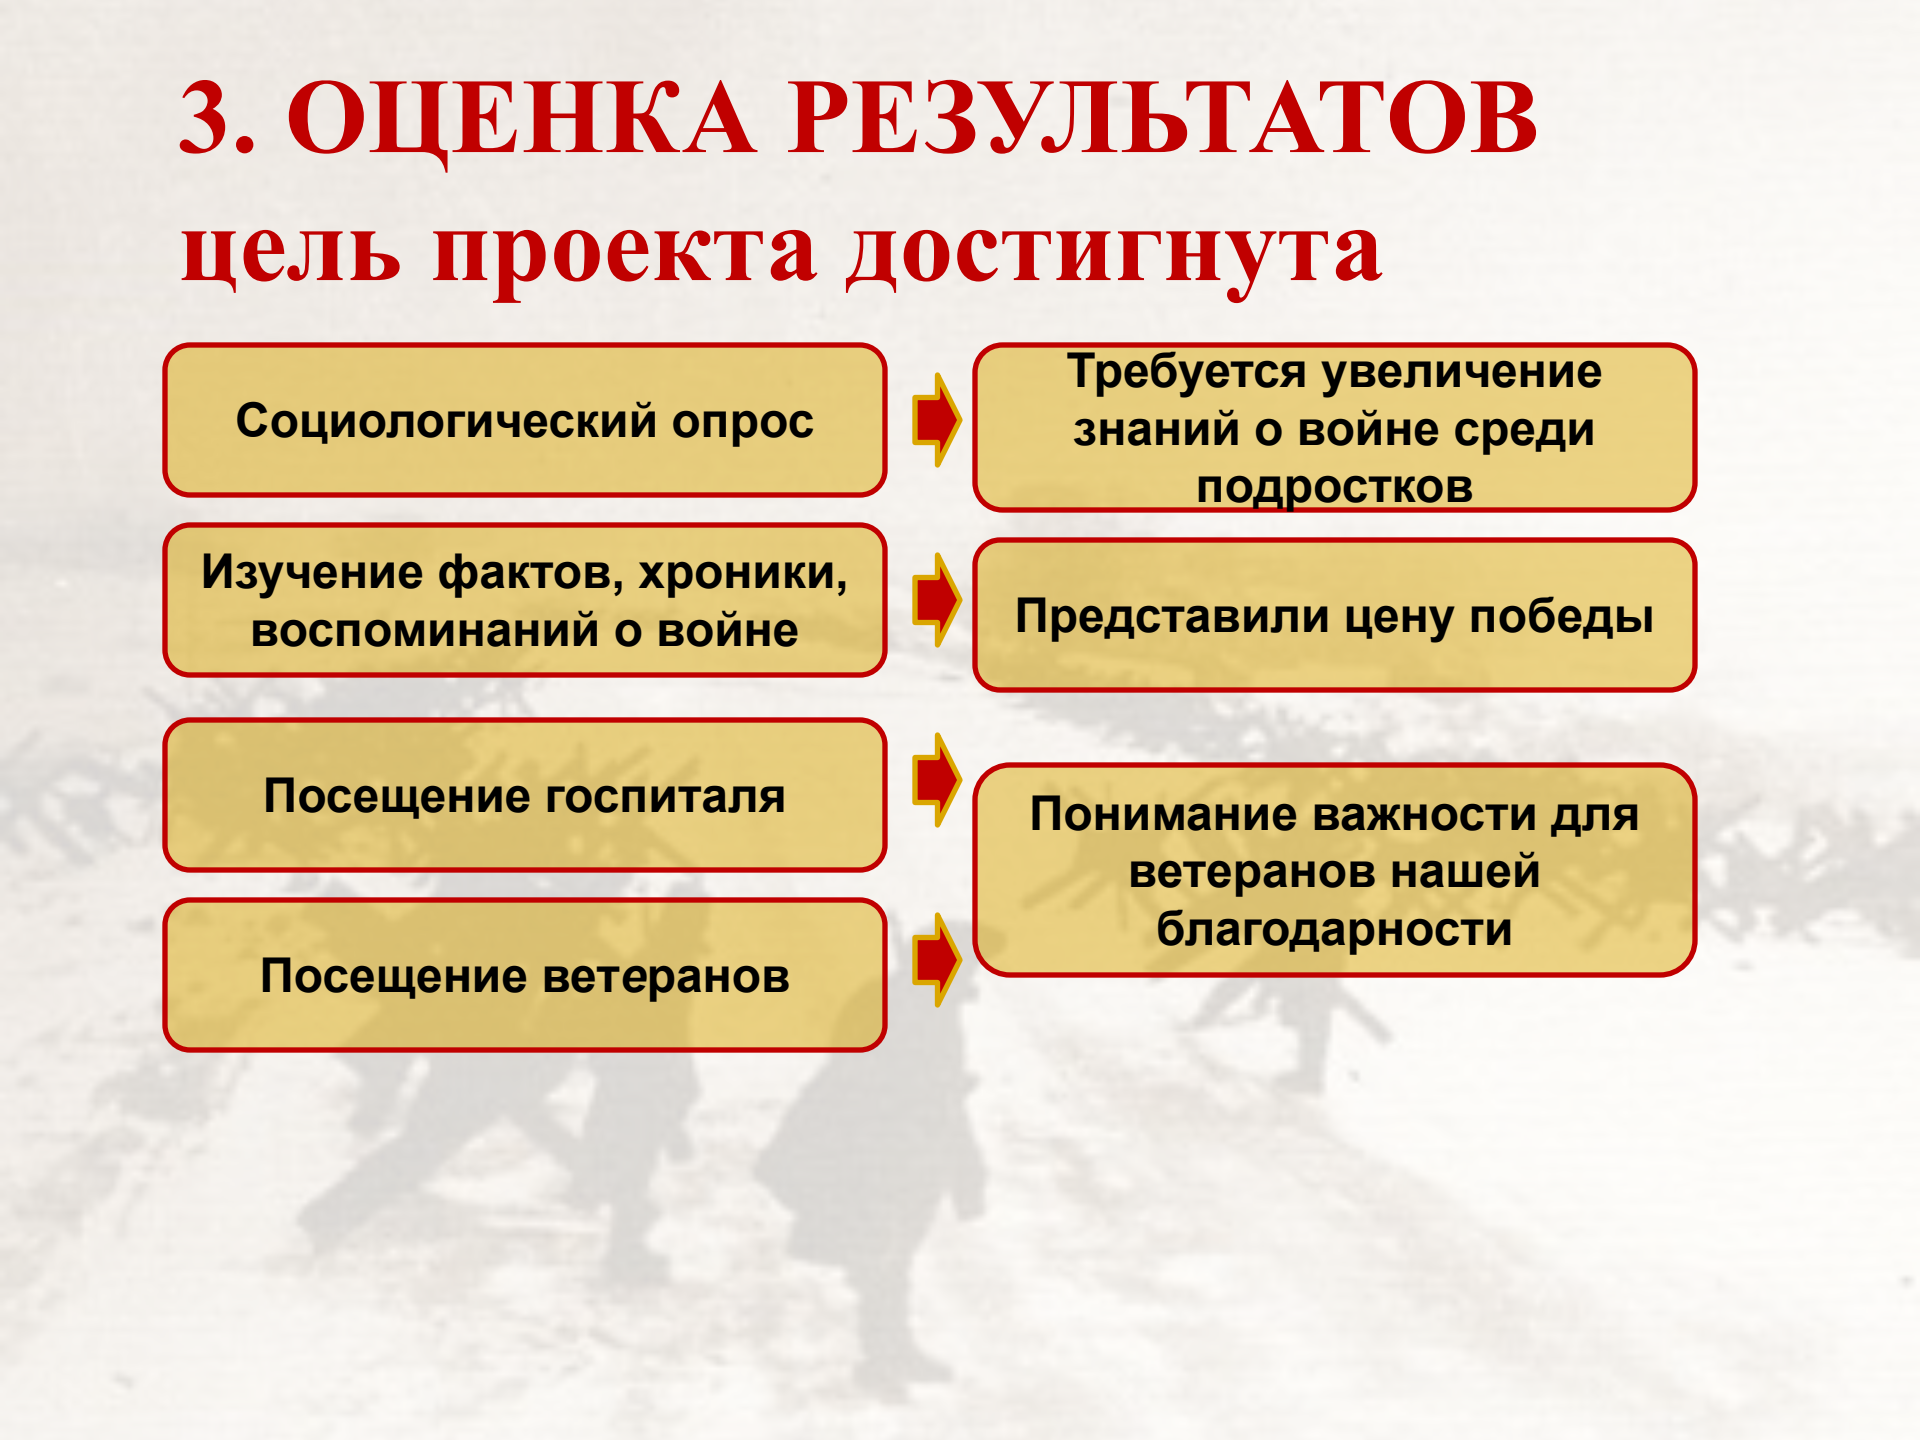 3. ОЦЕНКА РЕЗУЛЬТАТОВ
цель проекта достигнута
Социологический опрос
Требуется увеличение
знаний о войне среди
подростков
Изучение фактов, хроники,
воспоминаний о войне
Представили цену победы
Посещение госпиталя
Понимание важности для
ветеранов нашей
благодарности
Посещение ветеранов